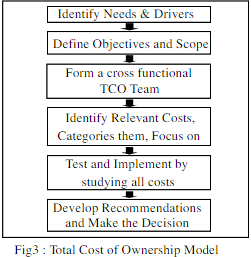 Identify Needs & Drivers
Define Objectives and Scope
Form a cross functional
TCO Team
Identify Relevant Costs,
Categories them, Focus on
Test and Implement by
studying all costs
Develop Recommendations
and Make the Decision
Fig3 : Total Cost of Ownership Model